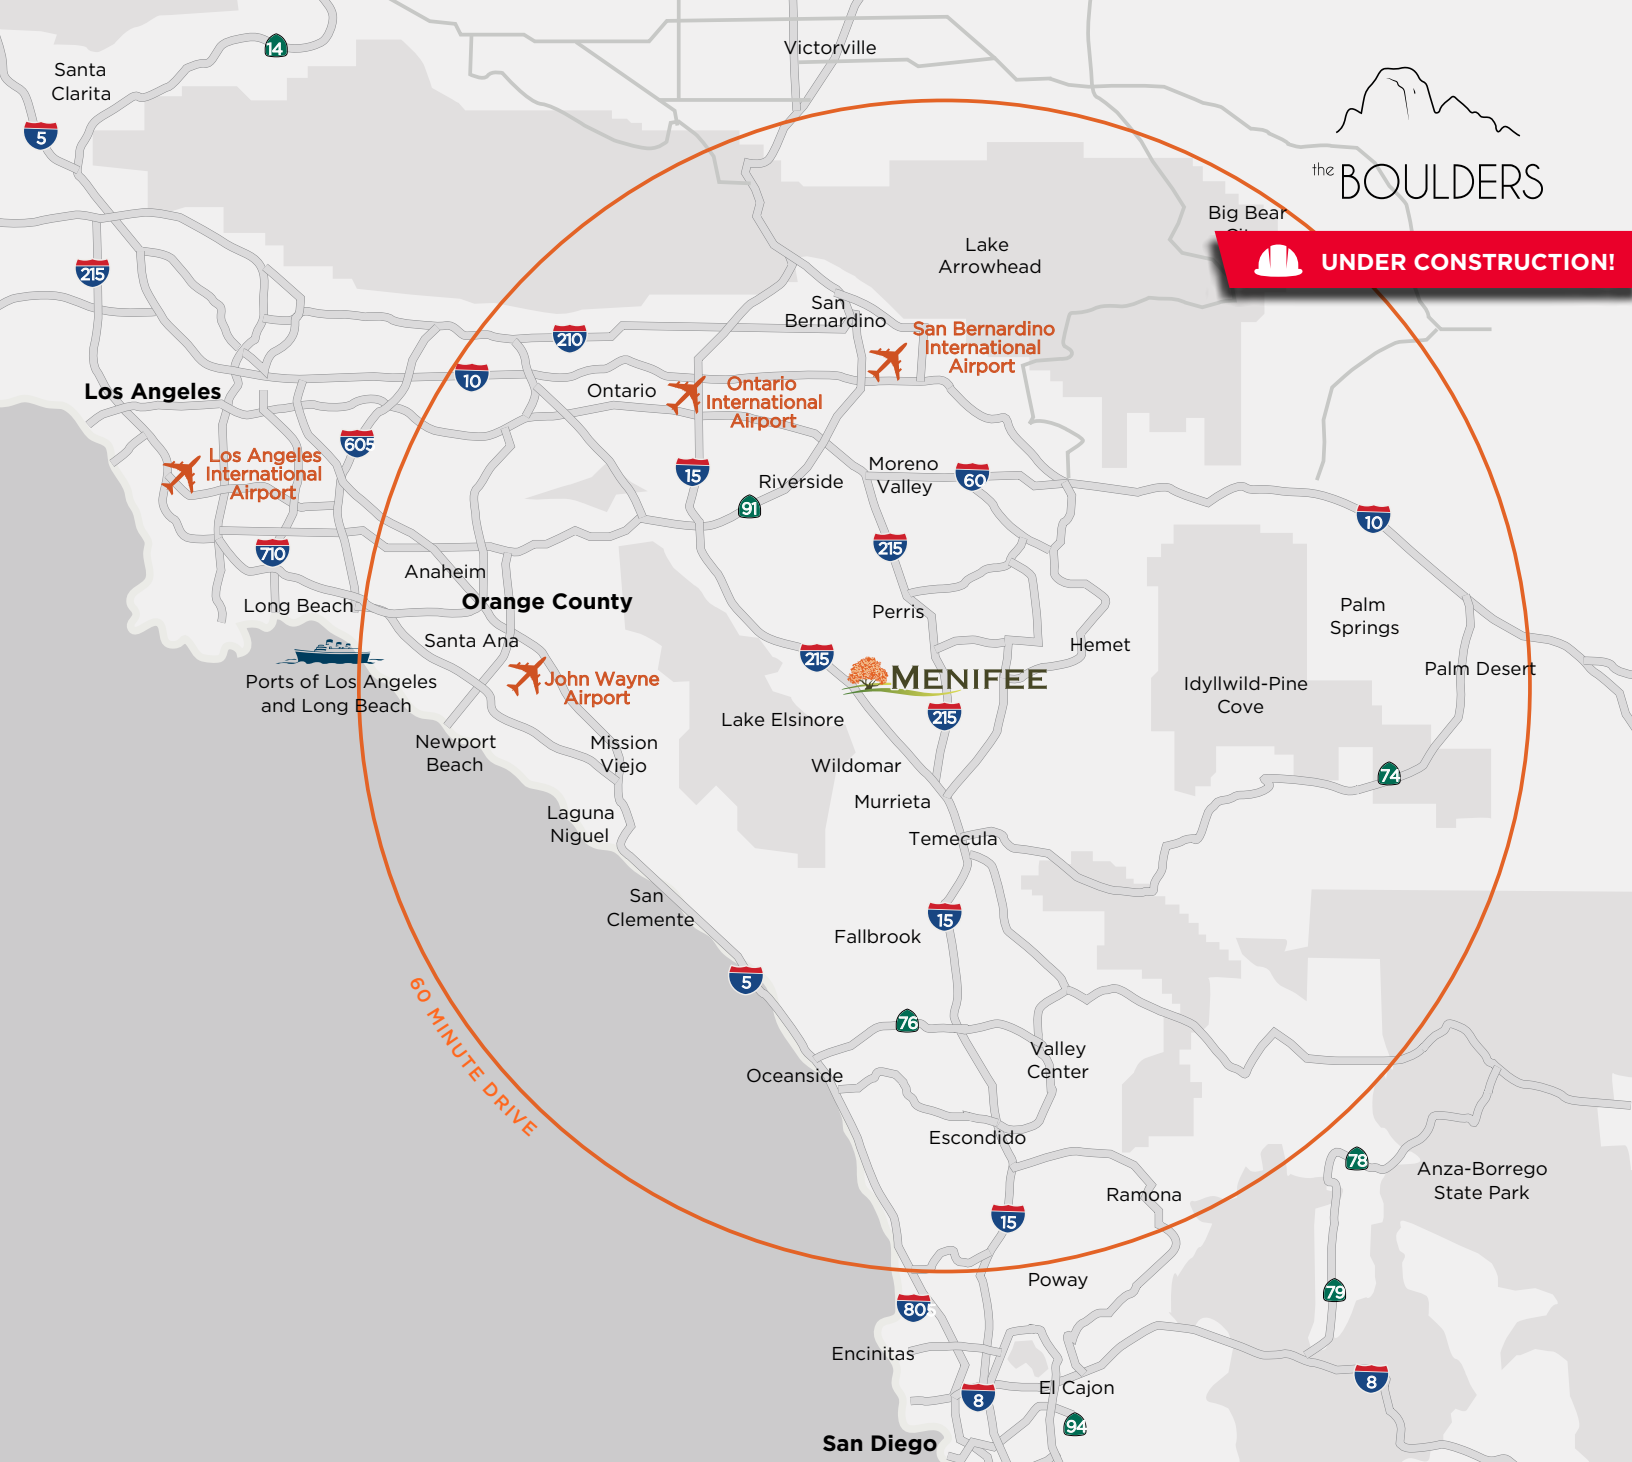 14
Victorville
Santa
Clarita
5
the BOULDERS
Big Bear
UNDER CONSTRUCTION!
Lake
Arrowhead
215
San
Bernardino
210
San Bernardino
International
Airport
10
Los Angeles
Ontario
Ontario
International
Airport
605
Los Angeles
International
Airport
15
Riverside
Moreno
Valley
60
91
10
710
215
Anaheim
Long Beach
Orange County
Perris
Palm
Springs
Santa Ana
Hemet
215
MENIFEE
Palm Desert
Ports of Los Angeles
and Long Beach
John Wayne
Airport
Idyllwild-Pine
Cove
Lake Elsinore
215
Newport
Beach
Mission
Viejo
Wildomar
74
Murrieta
Laguna
Niguel
Temecula
San
Clemente
15
Fallbrook
5
60 MINUTE DRIVE
76
Valley
Center
Oceanside
Escondido
78
Anza-Borrego
State Park
Ramona
15
Poway
79
805
Encinitas
8
El Cajon
8
94
San Diego